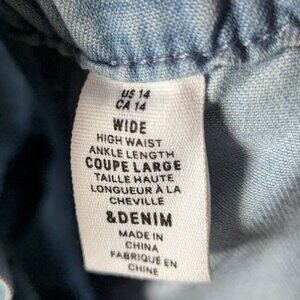 US 14
CA 14
WIDE
HIGH WAIST
ANKLE LENGTH
COUPE LARGE
TAILLE HAUTE
LONGUEUR À LA
CHEVILLE
&DENIM
MADE IN
CHINA
FABRIQUÉ EN
CHINE